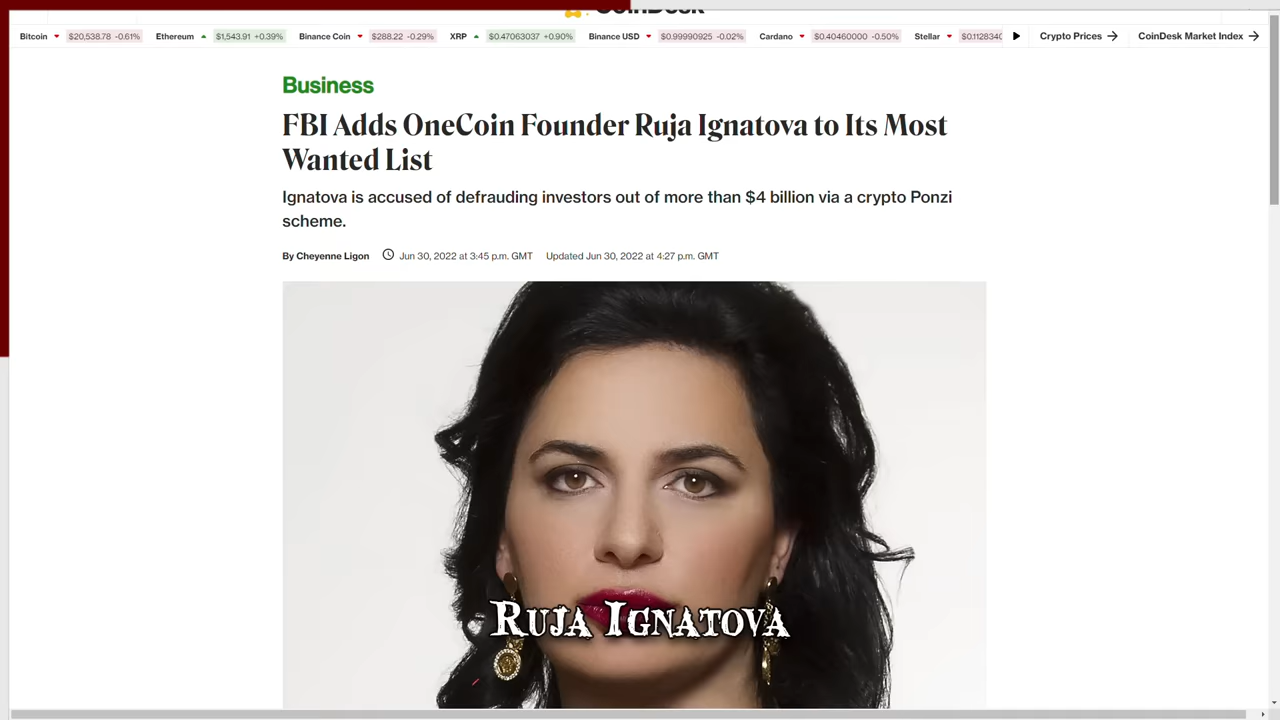 CoinDesk
Bitcoin $20,538.78 -0.61% Ethereum $1,543.91 +0.39% Binance Coin $288.22 -0.29% XRP $0.47063037 +0.90% Binance USD $0.99990925 -0.02% Cardano $0.40460000 -0.50% Stellar $0.1128340 Crypto Prices → CoinDesk Market Index →
Business
FBI Adds OneCoin Founder Ruja Ignatova to Its Most
Wanted List
Ignatova is accused of defrauding investors out of more than $4 billion via a crypto Ponzi
scheme.
By Cheyenne Ligon Jun 30, 2022 at 3:45 p.m. GMT Updated Jun 30, 2022 at 4:27 p.m. GMT
Ruja Ignatova